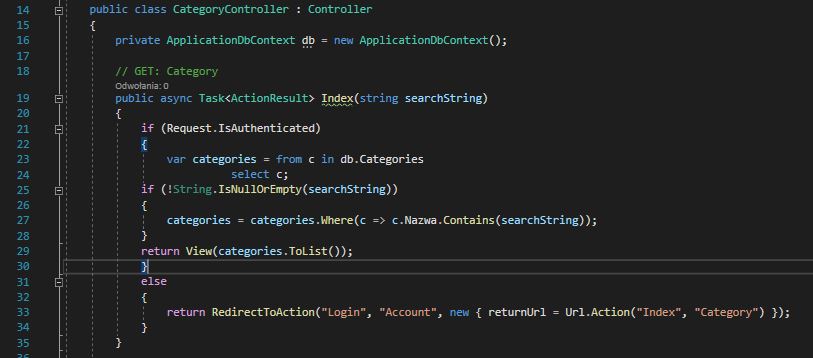 14 public class CategoryController : Controller
15 {
16 private ApplicationDbContext db = new ApplicationDbContext();
17
18 // GET: Category
Odwołania: 0
19 public async Task<ActionResult> Index(string searchString)
20 {
21 if (Request.IsAuthenticated)
22 {
23 var categories = from c in db.Categories
24 select c;
25 if (!String.IsNullOrEmpty(searchString))
26 {
27 categories = categories.Where(c => c.Nazwa.Contains(searchString));
28 }
29 return View(categories.ToList());
30 }
31 else
32 {
33 return RedirectToAction("Login", "Account", new { returnUrl = Url.Action("Index", "Category") });
34 }
35 }
36